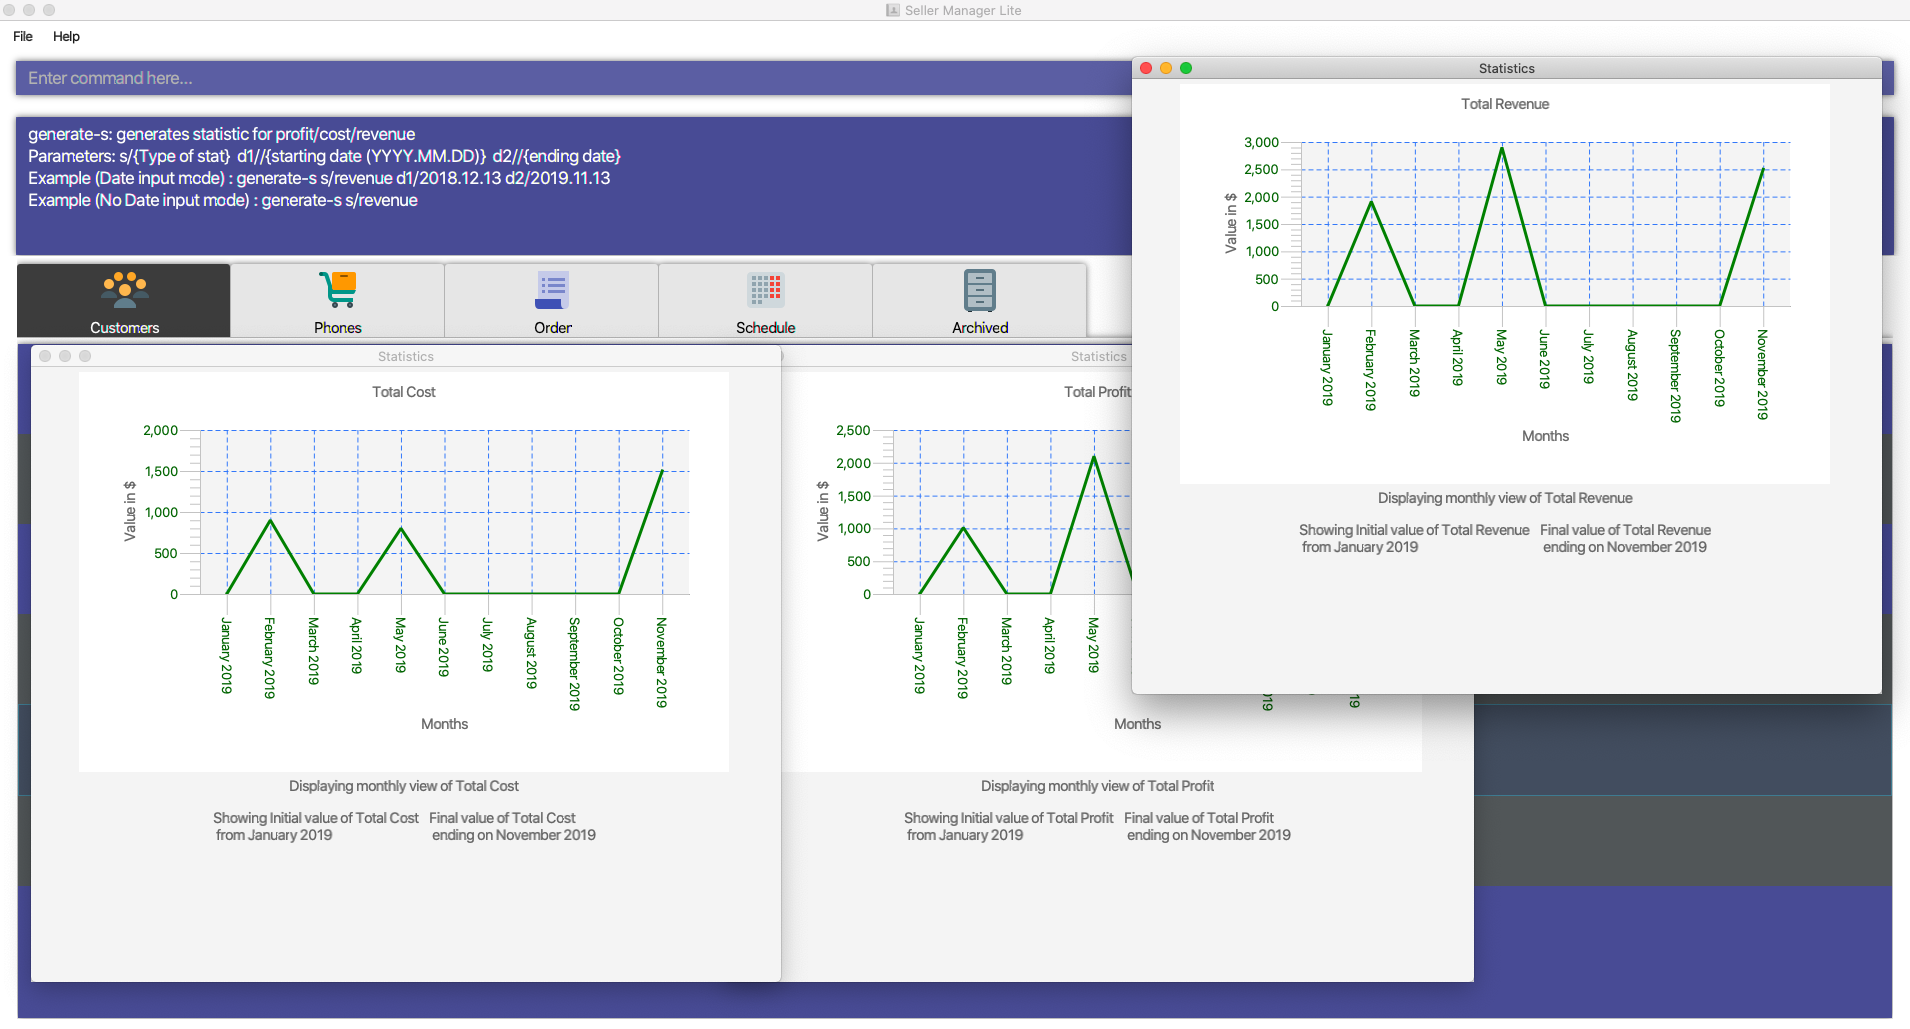 Seller Manager Lite
File Help
Enter command here...
generate-s: generates statistic for profit/cost/revenue
Parameters: s/{Type of stat} d1//{starting date (YYYY.MM.DD)} d2//{ending date}
Example (Date input mode) : generate-s s/revenue d1/2018.12.13 d2/2019.11.13
Example (No Date input mode) : generate-s s/revenue
Customers
Phones
Order
Schedule
Archived
Statistics
Total Revenue
3,000
2,500
2,000
1,500
1,000
500
0
Value in $
January 2019
February 2019
March 2019
April 2019
May 2019
June 2019
July 2019
August 2019
September 2019
October 2019
November 2019
Months
Displaying monthly view of Total Revenue
Showing Initial value of Total Revenue
from January 2019
Final value of Total Revenue
ending on November 2019
Statistics
Total Cost
2,000
1,500
1,000
500
0
Value in $
January 2019
February 2019
March 2019
April 2019
May 2019
June 2019
July 2019
August 2019
September 2019
October 2019
November 2019
Months
Displaying monthly view of Total Cost
Showing Initial value of Total Cost
from January 2019
Final value of Total Cost
ending on November 2019
Statistics
Total Profit
2,500
2,000
1,500
1,000
500
0
Value in $
January 2019
February 2019
March 2019
April 2019
May 2019
Months
Displaying monthly view of Total Profit
Showing Initial value of Total Profit
from January 2019
Final value of Total Profit
ending on November 2019